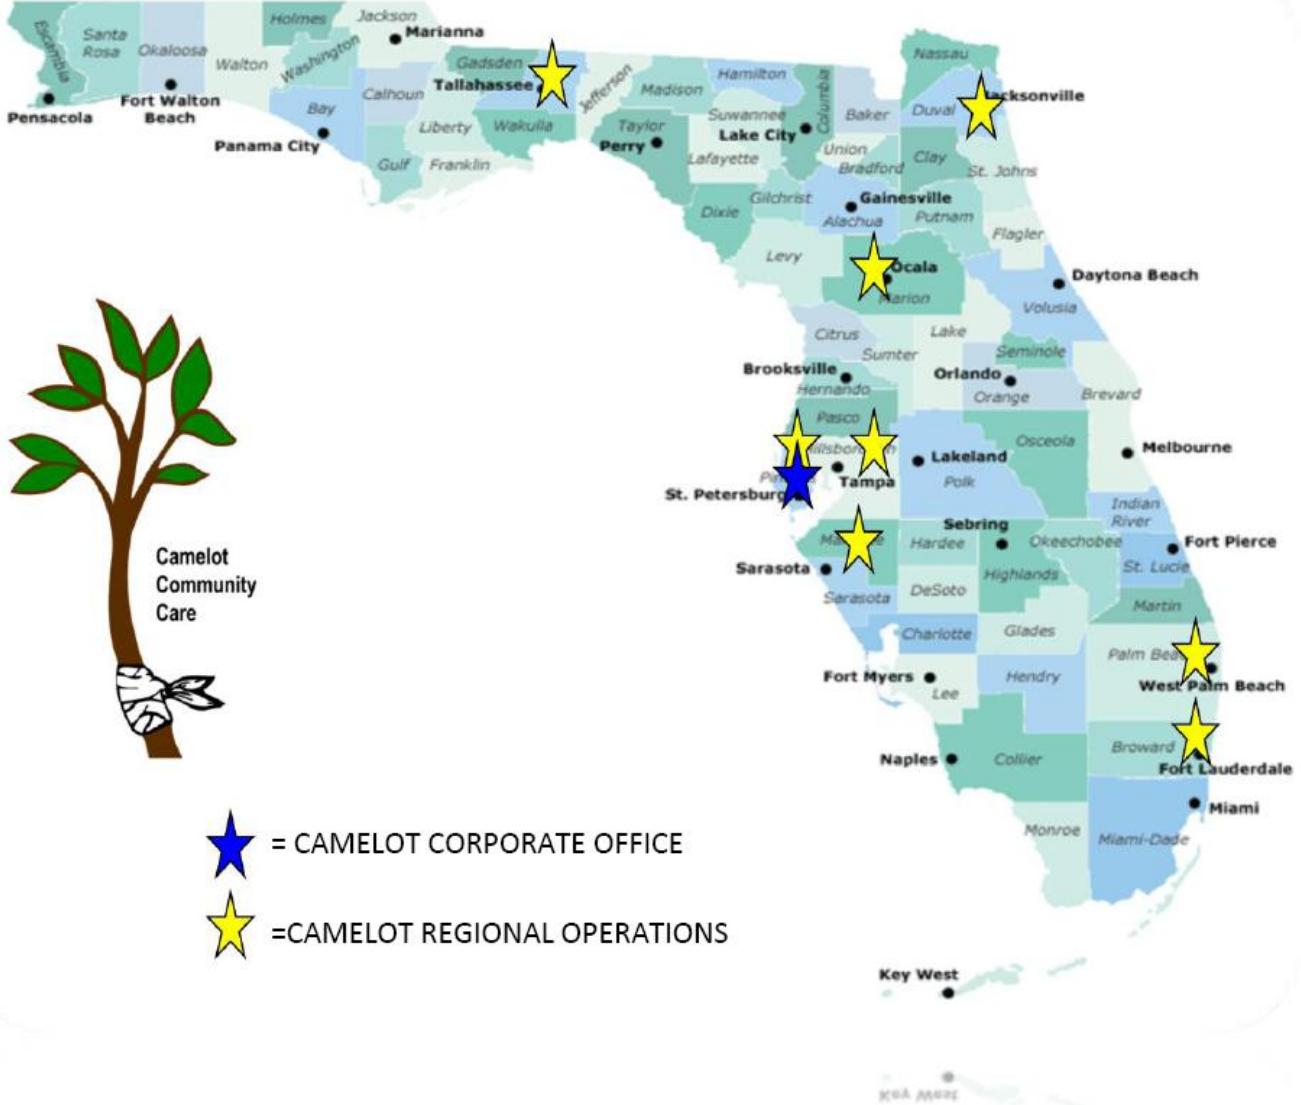 Escambia
Santa
Rosa
Okaloosa
Walton
Holmes
Washington
Jackson
Marianna
Pensacola
Fort Walton
Beach
Bay
Panama City
Calhoun
Gulf
Gadsden
Tallahassee
Liberty
Franklin
Wakulla
Jefferson
Madison
Taylor
Perry
Hamilton
Suwannee
Lafayette
Lake City
Columbia
Baker
Union
Bradford
Nassau
Duval
Jacksonville
Clay
St. Johns
Dixie
Gilchrist
Gainesville
Alachua
Putnam
Flagler
Levy
Ocala
Marion
Daytona Beach
Volusia
Citrus
Sumter
Lake
Seminole
Brooksville
Hernando
Orlando
Orange
Brevard
Pasco
Hillsborough
Tampa
St. Petersburg
Lakeland
Polk
Osceola
Melbourne
Indian
River
Sebring
Hardee
Okeechobee
Fort Pierce
St. Lucie
Highlands
Sarasota
Sarasota
DeSoto
Martin
Charlotte
Glades
Palm Bea
West Palm Beach
Fort Myers
Lee
Hendry
Naples
Collier
Broward
Fort Lauderdale
Miami
Monroe
Miami-Dade
Key West
Key West
Camelot
Community
Care
= CAMELOT CORPORATE OFFICE
=CAMELOT REGIONAL OPERATIONS